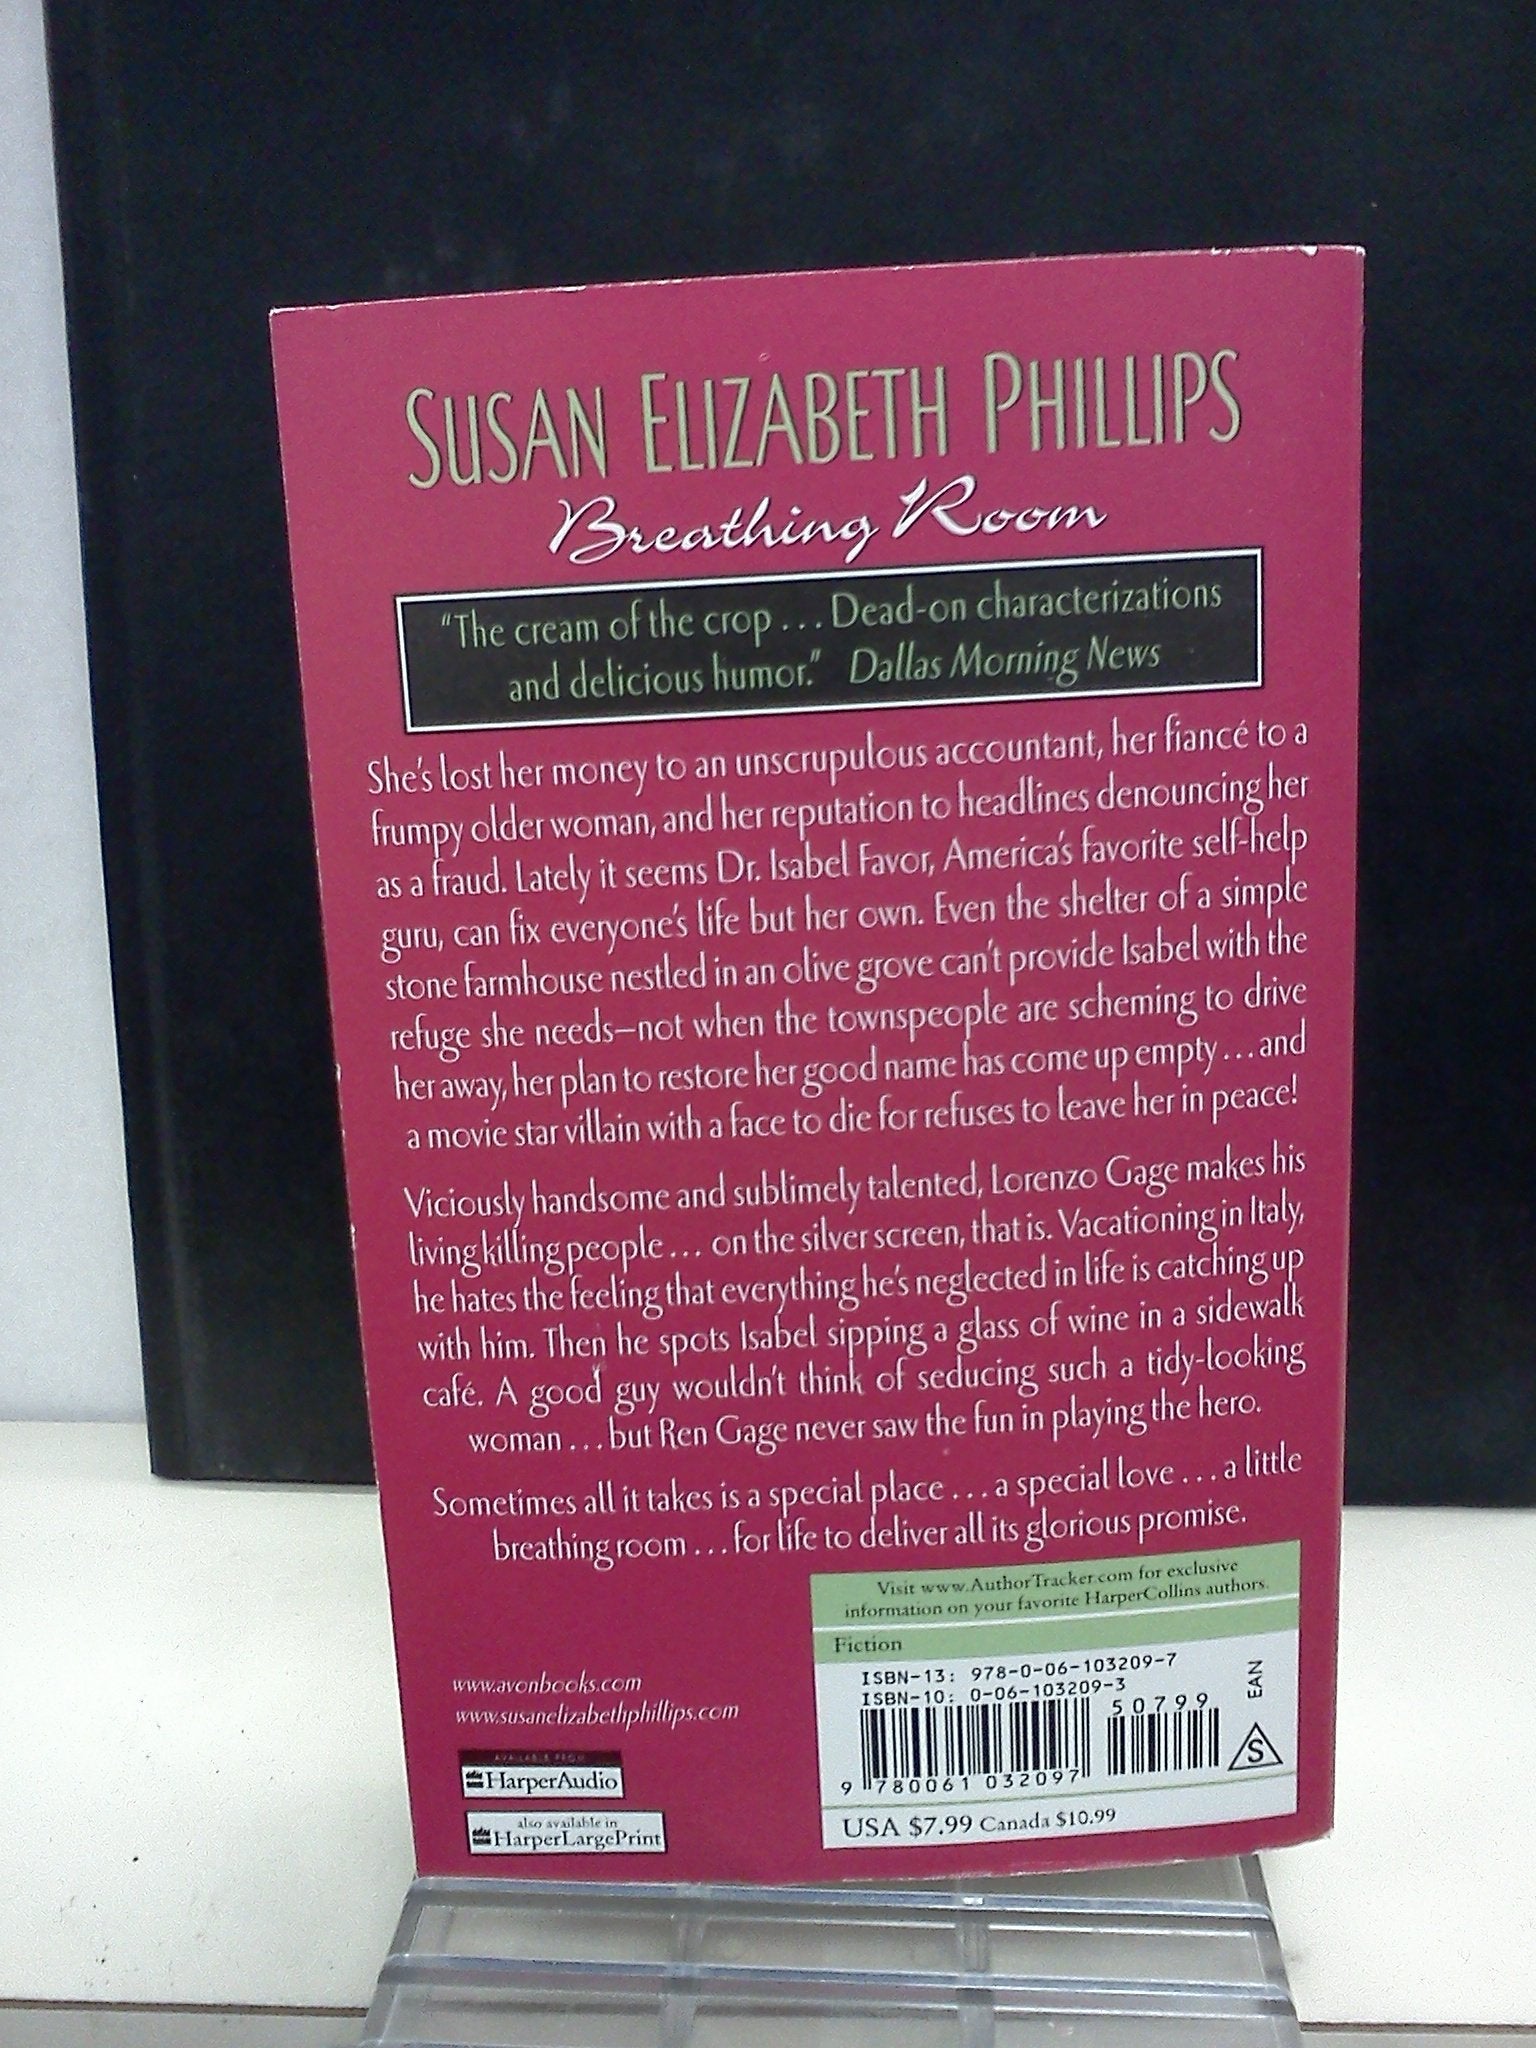 SUSAN ELIZABETH PHILLIPS
Breathing Room
"The cream of the crop . . . Dead-on characterizations
and delicious humor." Dallas Morning News
She's lost her money to an unscrupulous accountant, her fiancé to a
frumpy older woman, and her reputation to headlines denouncing her
as a fraud. Lately it seems Dr. Isabel Favor, America's favorite self-help
guru, can fix everyone's life but her own. Even the shelter of a simple
stone farmhouse nestled in an olive grove can't provide Isabel with the
refuge she needs—not when the townspeople are scheming to drive
her away, her plan to restore her good name has come up empty . . . and
a movie star villain with a face to die for refuses to leave her in peace!
Viciously handsome and sublimely talented, Lorenzo Gage makes his
living killing people . . . on the silver screen, that is. Vacationing in Italy,
he hates the feeling that everything he's neglected in life is catching up
with him. Then he spots Isabel sipping a glass of wine in a sidewalk
café. A good guy wouldn't think of seducing such a tidy-looking
woman . . . but Ren Gage never saw the fun in playing the hero.
Sometimes all it takes is a special place . . . a special love . . . a little
breathing room . . . for life to deliver all its glorious promise.
Visit www.AuthorTracker.com for exclusive
information on your favorite HarperCollins authors.
Fiction
ISBN-13: 978-0-06-103209-7
ISBN-10: 0-06-103209-3
50799
EAN
S
9 780061 032097
USA $7.99 Canada $10.99
www.avonbooks.com
www.susanelizabethphillips.com
AVAILABLE FROM
HarperAudio
also available in
HarperLargePrint